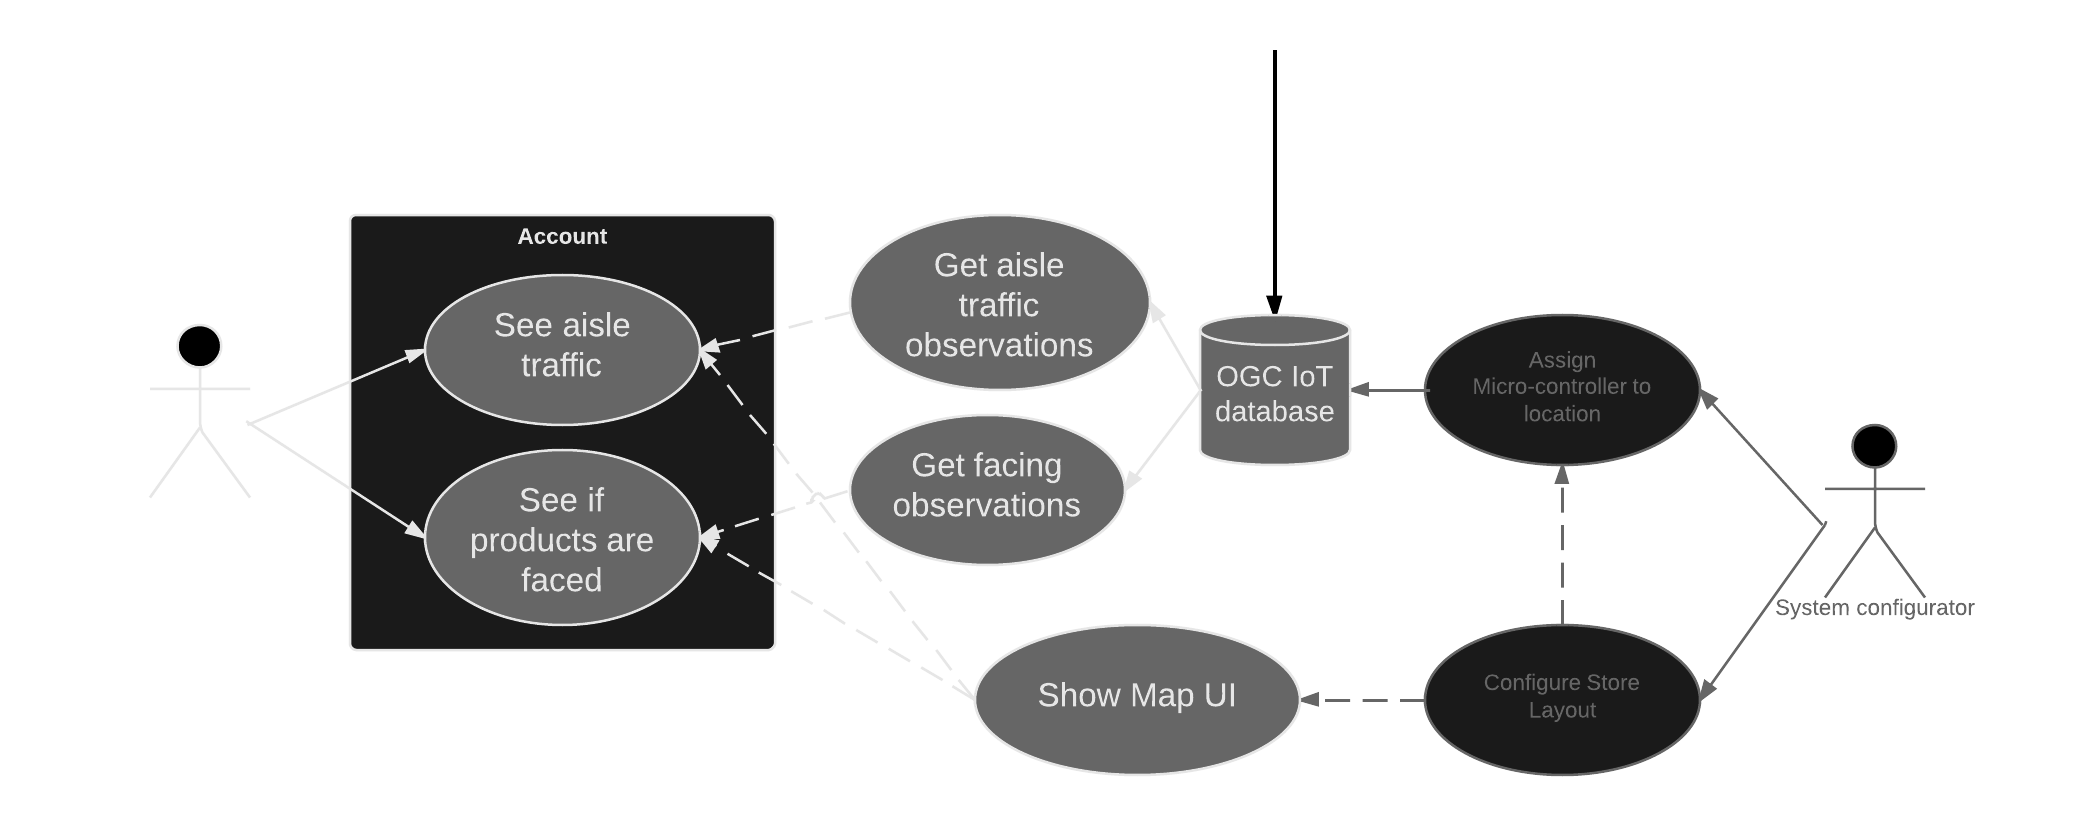 Account
See aisle
traffic
See if
products are
faced
Get aisle
traffic
observations
Get facing
observations
OGC IoT
database
Assign
Micro-controller to
location
System configurator
Show Map UI
Configure Store
Layout